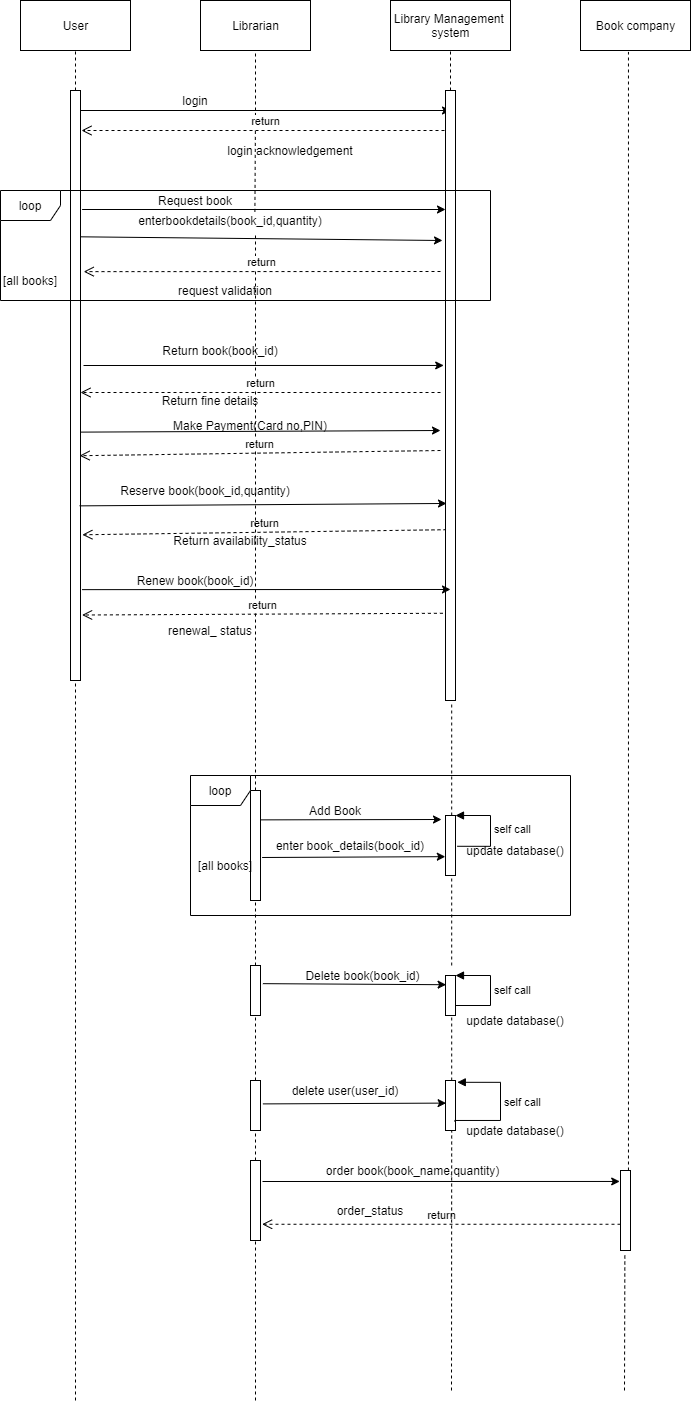 User
Librarian
Library Management
system
Book company
login
return
login acknowledgement
loop
Request book
enterbookdetails(book_id,quantity)
return
[all books]
request validation
Return book(book_id)
return
Return fine details
Make Payment(Card no,PIN)
return
Reserve book(book_id,quantity)
return
Return availability_status
Renew book(book_id)
return
renewal_ status
loop
Add Book
self call
enter book_details(book_id)
update database()
[all books]
Delete book(book_id)
self call
update database()
delete user(user_id)
self call
update database()
order book(book_name,quantity)
order_status
return